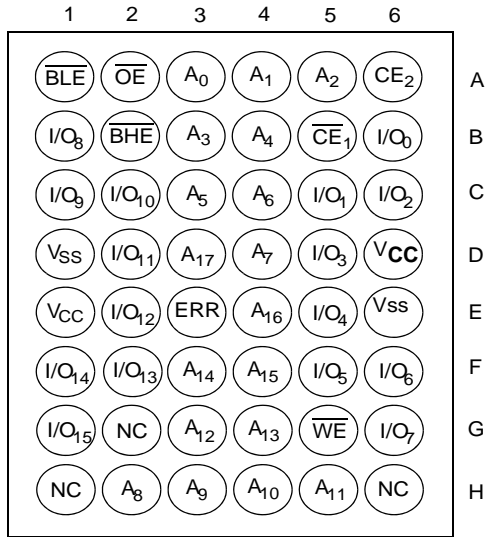 1 2 3 4 5 6
BLE OE A0 A1 A2 CE2 A
I/O8 BHE A3 A4 CE1 I/O0 B
I/O9 I/O10 A5 A6 I/O1 I/O2 C
VSS I/O11 A17 A7 I/O3 VCC D
VCC I/O12 ERR A16 I/O4 Vss E
I/O14 I/O13 A14 A15 I/O5 I/O6 F
I/O15 NC A12 A13 WE I/O7 G
NC A8 A9 A10 A11 NC H